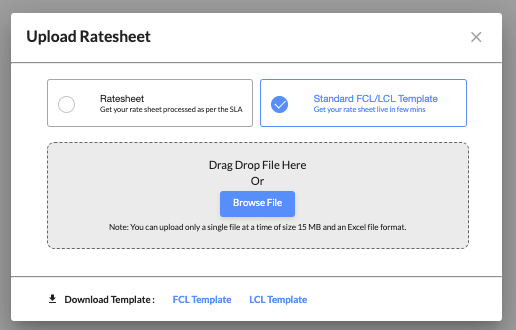 Upload Ratesheet
Ratesheet
Get your rate sheet processed as per the SLA
Standard FCL/LCL Template
Get your rate sheet live in few mins
Drag Drop File Here
Or
Browse File
Note: You can upload only a single file at a time of size 15 MB and an Excel file format.
Download Template : FCL Template LCL Template